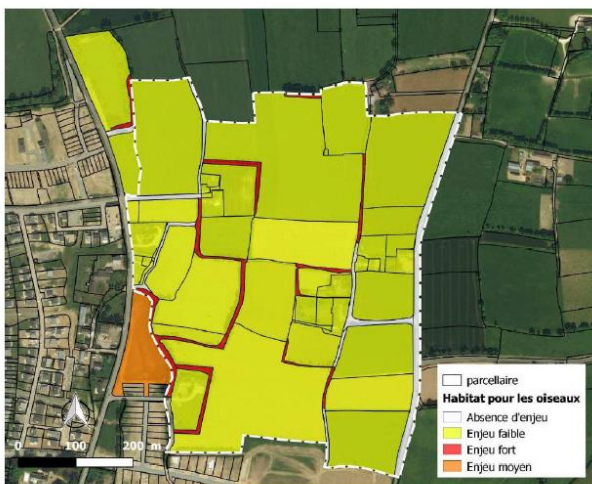 parcellaire
Habitat pour les oiseaux
Absence d'enjeu
Enjeu faible
Enjeu fort
Enjeu moyen
0 100 200 m